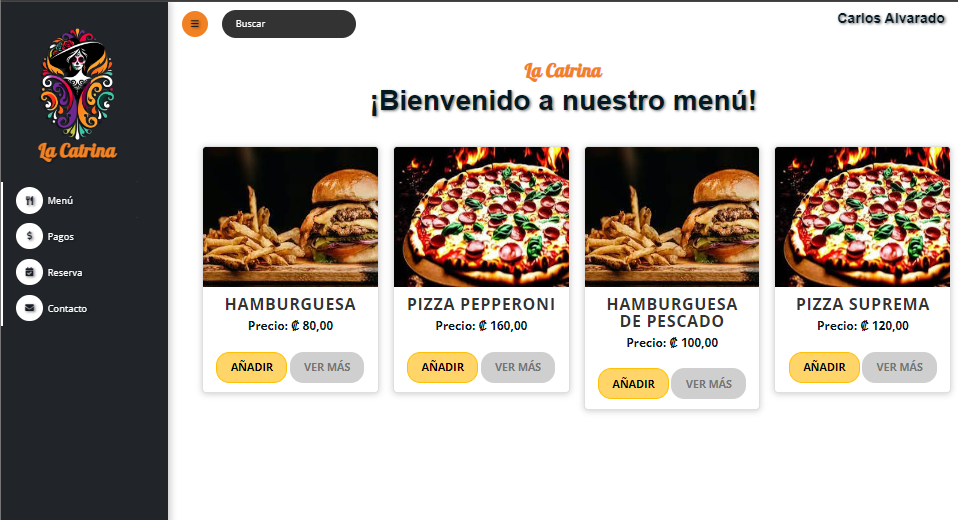 La Catrina
Menú
Pagos
Reserva
Contacto
Buscar
Carlos Alvarado
La Catrina
¡Bienvenido a nuestro menú!
HAMBURGUESA
Precio: ₡ 80,00
AÑADIR
VER MÁS
PIZZA PEPPERONI
Precio: ₡ 160,00
AÑADIR
VER MÁS
HAMBURGUESA
DE PESCADO
Precio: ₡ 100,00
AÑADIR
VER MÁS
PIZZA SUPREMA
Precio: ₡ 120,00
AÑADIR
VER MÁS